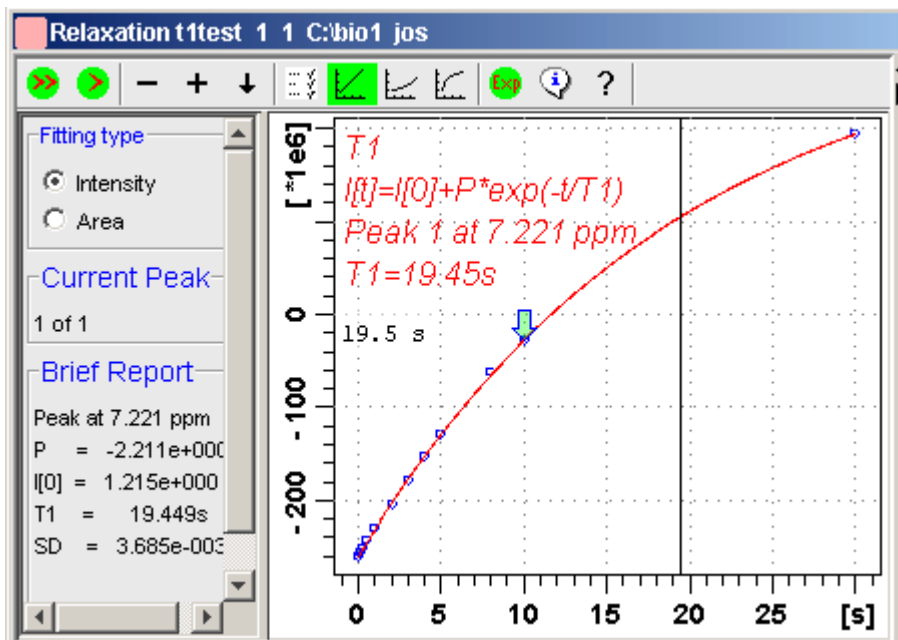 Relaxation t1test 1 1 C:\bio1 jos
Exp
?
Fitting type
Intensity
Area
Current Peak
1 of 1
Brief Report
Peak at 7.221 ppm
P = -2.211e+000
I[0] = 1.215e+000
T1 = 19.449s
SD = 3.685e-003
[*1e6]
T1
I[t]=I[0]+P*exp(-t/T1)
Peak 1 at 7.221 ppm
T1=19.45s
19.5 s
0
-100
-200
0 5 10 15 20 25 [s]